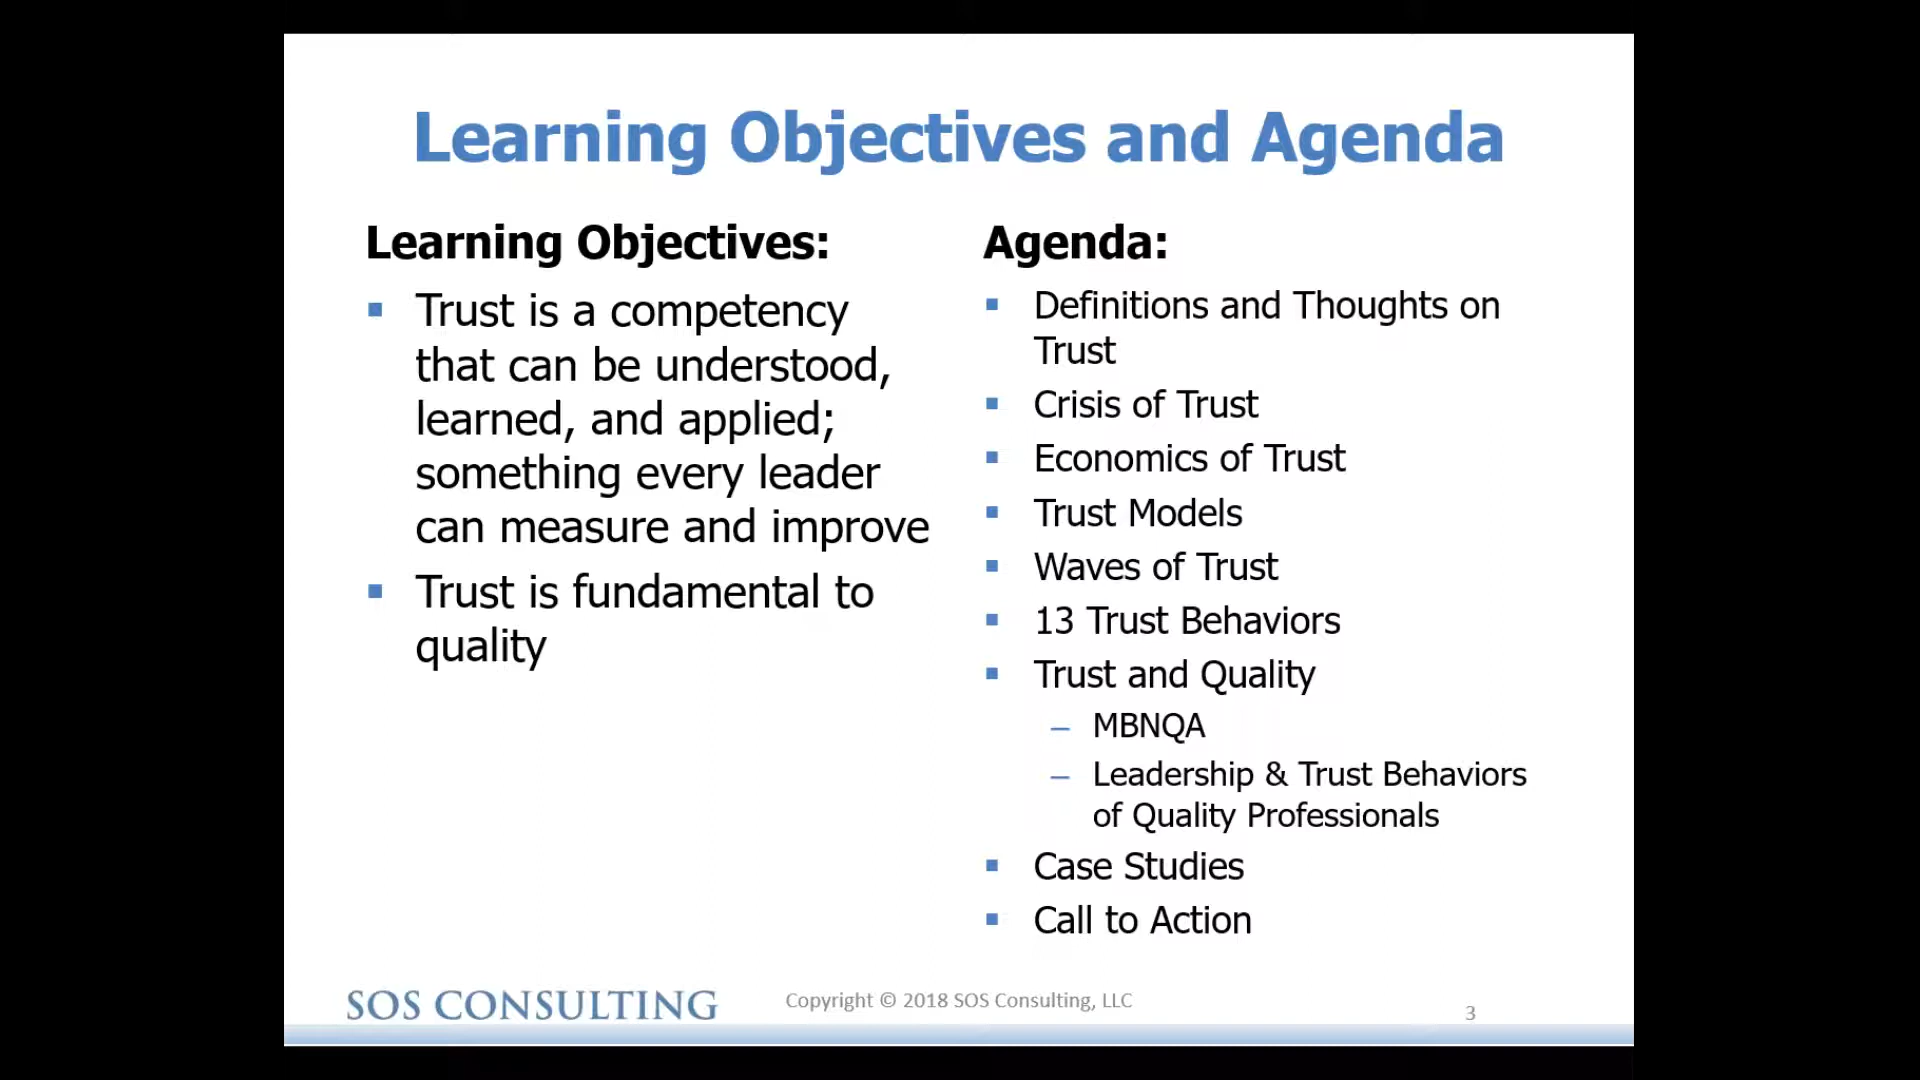 Learning Objectives and Agenda
Learning Objectives:
▪ Trust is a competency
that can be understood,
learned, and applied;
something every leader
can measure and improve
▪ Trust is fundamental to
quality
Agenda:
▪ Definitions and Thoughts on
Trust
▪ Crisis of Trust
▪ Economics of Trust
▪ Trust Models
▪ Waves of Trust
▪ 13 Trust Behaviors
▪ Trust and Quality
– MBNQA
– Leadership & Trust Behaviors
of Quality Professionals
▪ Case Studies
▪ Call to Action
SOS CONSULTING
Copyright © 2018 SOS Consulting, LLC
3